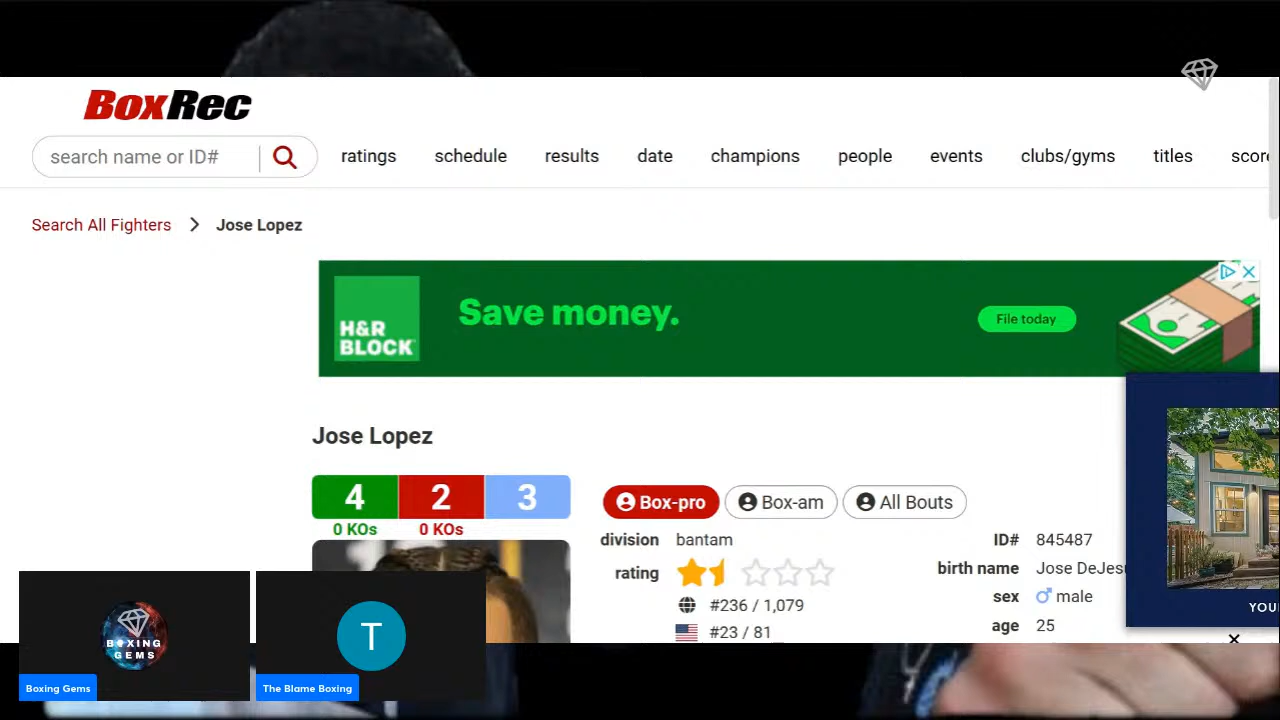 BoxRec
search name or ID#
ratings
schedule
results
date
champions
people
events
clubs/gyms
titles
Search All Fighters
Jose Lopez
H&R BLOCK
Save money.
File today
Jose Lopez
4
2
3
0 KOs
0 KOs
Box-pro
Box-am
All Bouts
division bantam
ID# 845487
rating
birth name Jose
#236 / 1,079
sex male
#23 / 81
age 25
BOXING
GEMS
T
Boxing Gems
The Blame Boxing